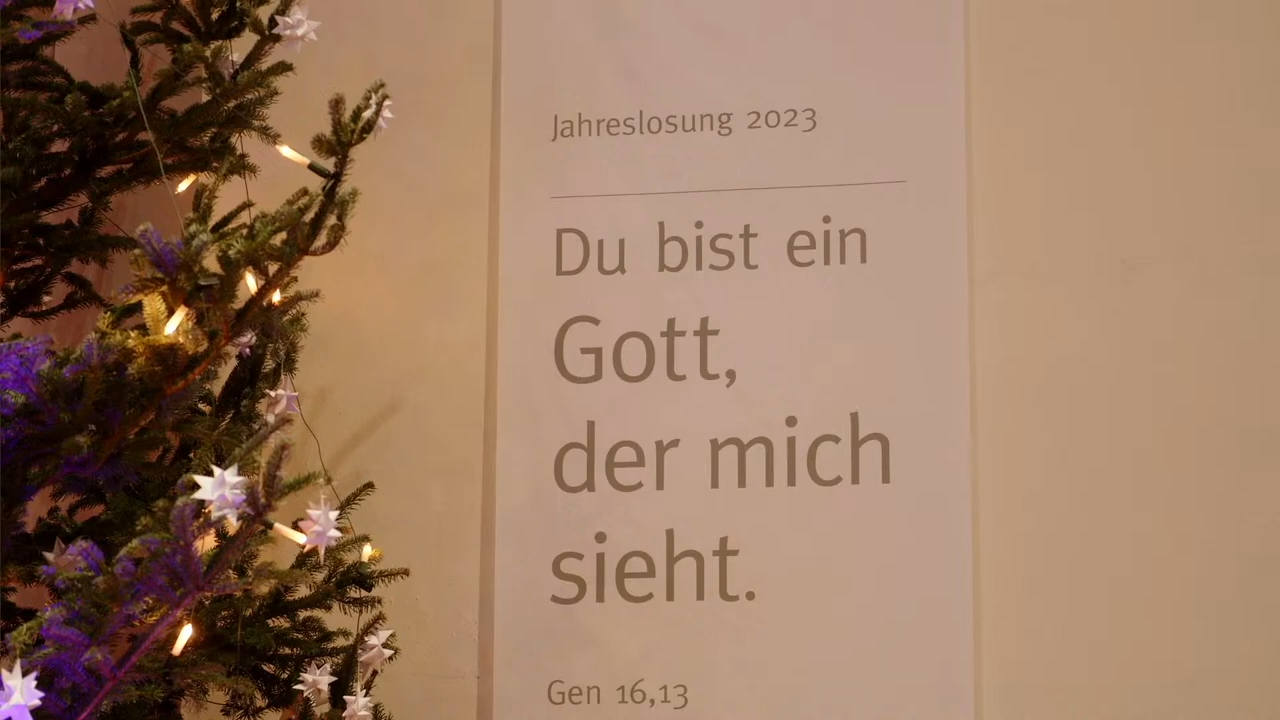 Jahreslosung 2023
Du bist ein
Gott,
der mich
sieht.
Gen 16,13